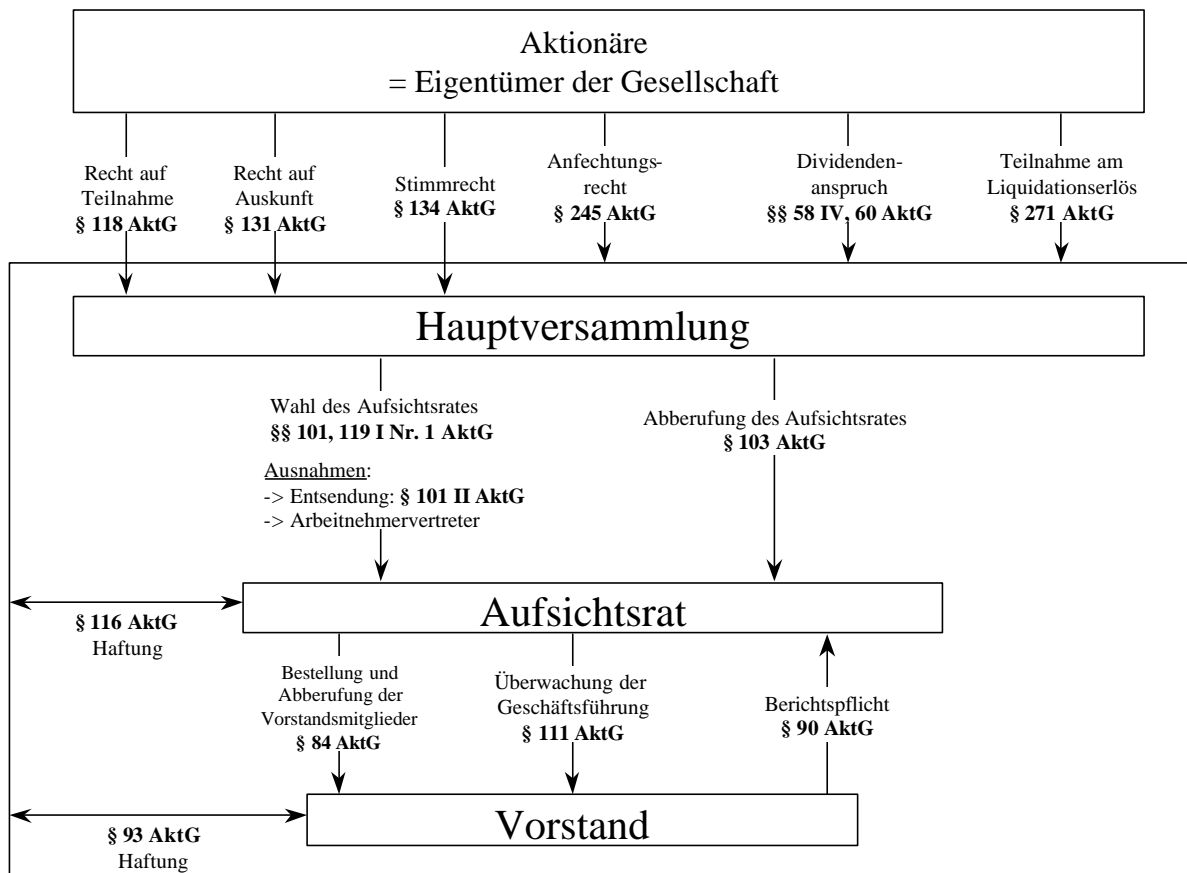 Aktionäre
= Eigentümer der Gesellschaft
Recht auf
Teilnahme
§ 118 AktG
Recht auf
Auskunft
§ 131 AktG
Stimmrecht
§ 134 AktG
Anfechtungs-
recht
§ 245 AktG
Dividenden-
anspruch
§§ 58 IV, 60 AktG
Teilnahme am
Liquidationserlös
§ 271 AktG
Hauptversammlung
Wahl des Aufsichtsrates
§§ 101, 119 I Nr. 1 AktG
Ausnahmen:
-> Entsendung: § 101 II AktG
-> Arbeitnehmervertreter
Abberufung des Aufsichtsrates
§ 103 AktG
Aufsichtsrat
§ 116 AktG
Haftung
Bestellung und
Abberufung der
Vorstandsmitglieder
§ 84 AktG
Überwachung der
Geschäftsführung
§ 111 AktG
Berichtspflicht
§ 90 AktG
Vorstand
§ 93 AktG
Haftung